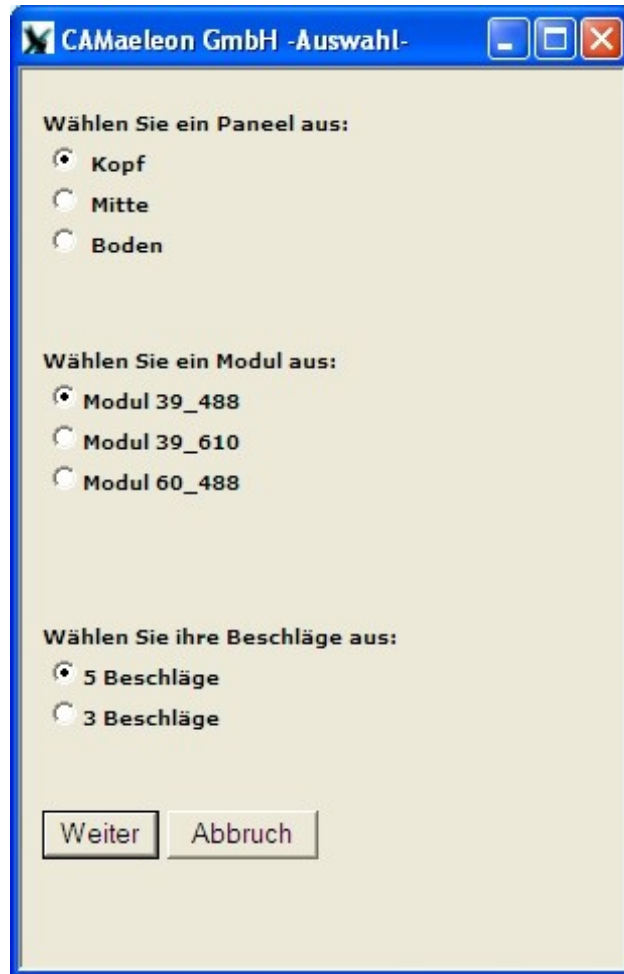 CAMaeleon GmbH -Auswahl-
Wählen Sie ein Paneel aus:
Kopf
Mitte
Boden
Wählen Sie ein Modul aus:
Modul 39_488
Modul 39_610
Modul 60_488
Wählen Sie ihre Beschläge aus:
5 Beschläge
3 Beschläge
Weiter Abbruch